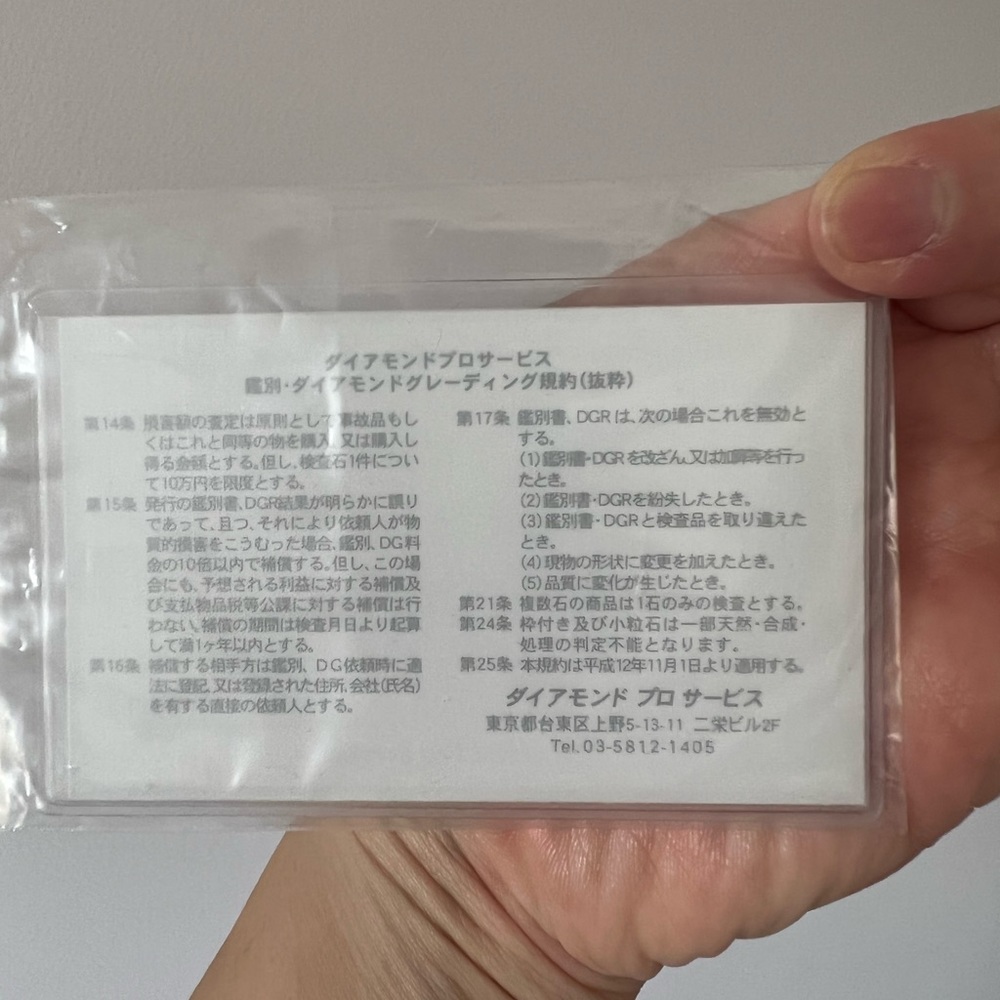 ダイアモンドプロサービス
鑑別・ダイアモンドグレーディング規約(抜粋)
第14条 損害額の査定は原則として事故品もし
くはこれと同等の物を購入、又は購入し
得る金額とする。但し、検査石1件につい
て10万円を限度とする。
第15条 発行の鑑別書、DGR結果が明らかに誤り
であって、且つ、それにより依頼人が物
質的損害をこうむった場合、鑑別、DG料
金の10倍以内で補償する。但し、この場
合にも、予想される利益に対する補償及
び支払物品税等公課に対する補償は行
わない。補償の期間は検査月日より起算
して満1ヶ年以内とする。
第16条 補償する相手方は鑑別、DG依頼時に適
法に登記、又は登録された住所、会社(氏名)
を有する直接の依頼人とする。
第17条 鑑別書、DGR は、次の場合これを無効と
する。
(1)鑑別書・DGRを改ざん、又は加筆等を行っ
たとき。
(2)鑑別書・DGRを紛失したとき。
(3)鑑別書・DGRと検査品を取り違えた
とき。
(4)現物の形状に変更を加えたとき。
(5)品質に変化が生じたとき。
第21条 複数石の商品は1石のみの検査とする。
第24条 枠付き及び小粒石は一部天然・合成・
処理の判定不能となります。
第25条 本規約は平成12年11月1日より適用する。
ダイアモンド プロ サービス
東京都台東区上野5-13-11 二栄ビル2F
Tel.03-5812-1405